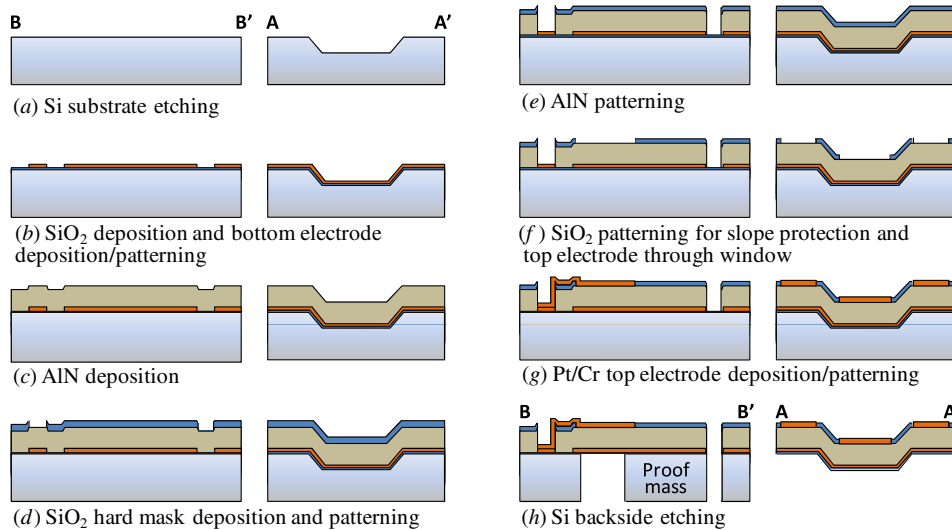 B B’ A A’
(a) Si substrate etching
(b) SiO2 deposition and bottom electrode
deposition/patterning
(c) AlN deposition
(d) SiO2 hard mask deposition and patterning
(e) AlN patterning
(f) SiO2 patterning for slope protection and
top electrode through window
(g) Pt/Cr top electrode deposition/patterning
B B’ A A
Proof
mass
(h) Si backside etching